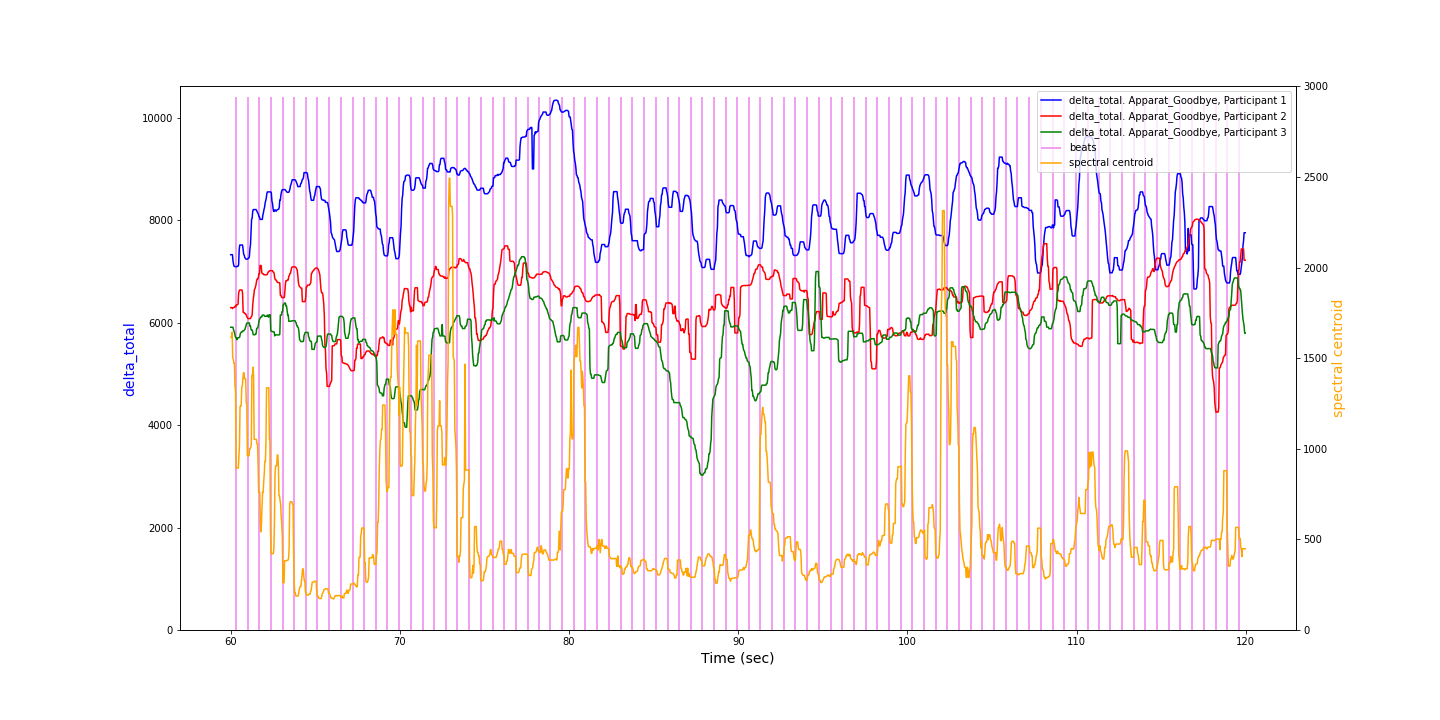 delta_total. Apparat_Goodbye, Participant 1
delta_total. Apparat_Goodbye, Participant 2
delta_total. Apparat_Goodbye, Participant 3
beats
spectral centroid
10000
8000
6000
4000
2000
0
delta_total
3000
2500
2000
1500
1000
500
0
spectral centroid
60 70 80 90 100 110 120
Time (sec)